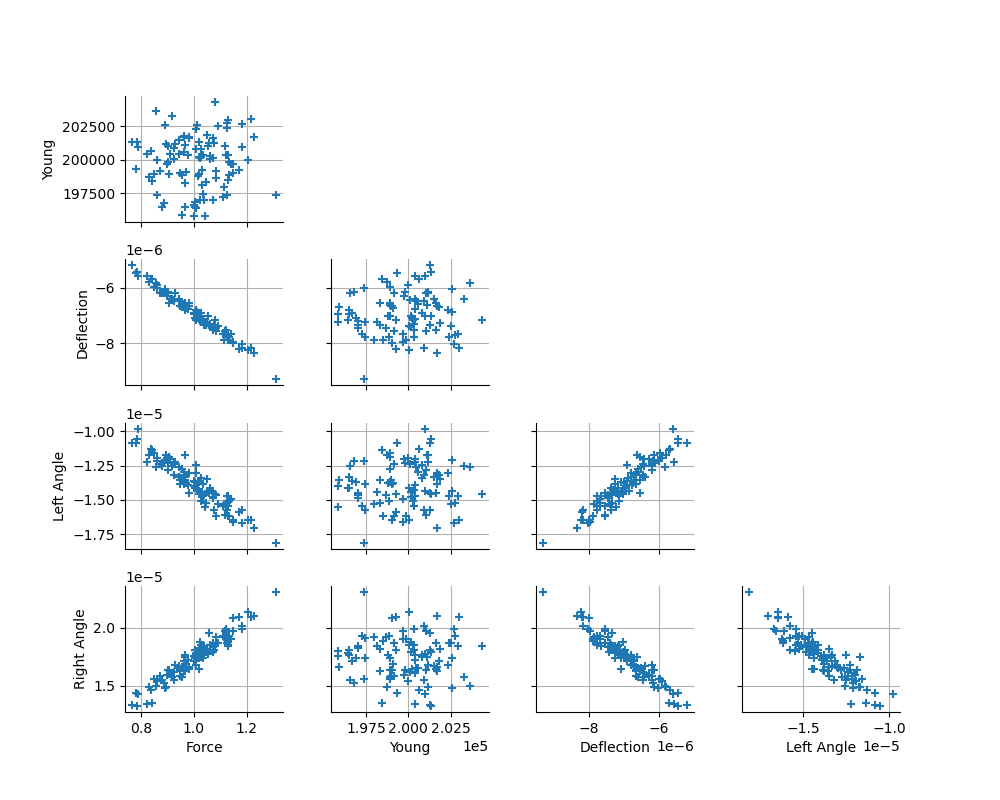 202500
200000
197500
Young
1e−6
−6
−8
Deflection
1e−5
−1.00
−1.25
−1.50
−1.75
Left Angle
1e−5
2.0
1.5
Right Angle
0.8 1.0 1.2
Force
1.975 2.000 2.025
Young 1e5
−8 −6
Deflection 1e−6
−1.5 −1.0
Left Angle 1e−5